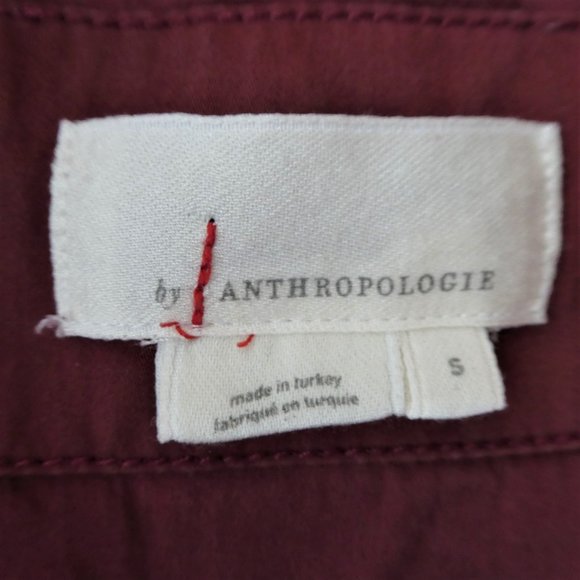 by ANTHROPOLOGIE
made in turkey
fabriqué en turquie
S